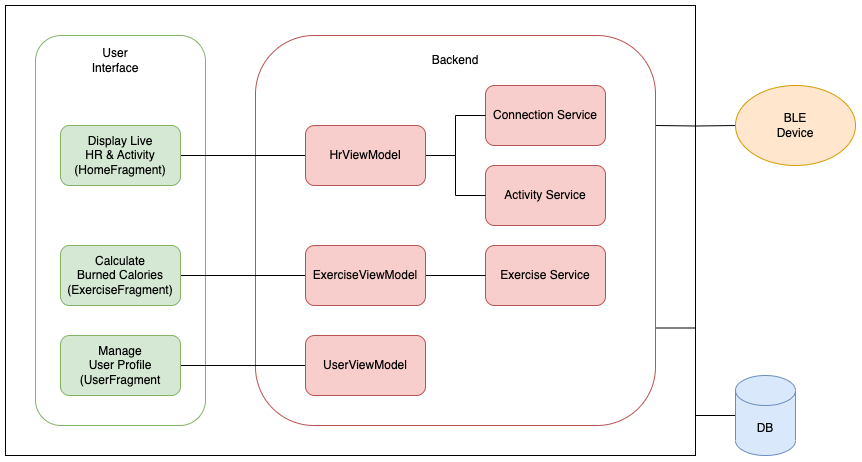 User
Interface
Backend
Display Live
HR & Activity
(HomeFragment)
HrViewModel
Connection Service
Activity Service
BLE
Device
Calculate
Burned Calories
(ExerciseFragment)
ExerciseViewModel
Exercise Service
Manage
User Profile
(UserFragment
UserViewModel
DB